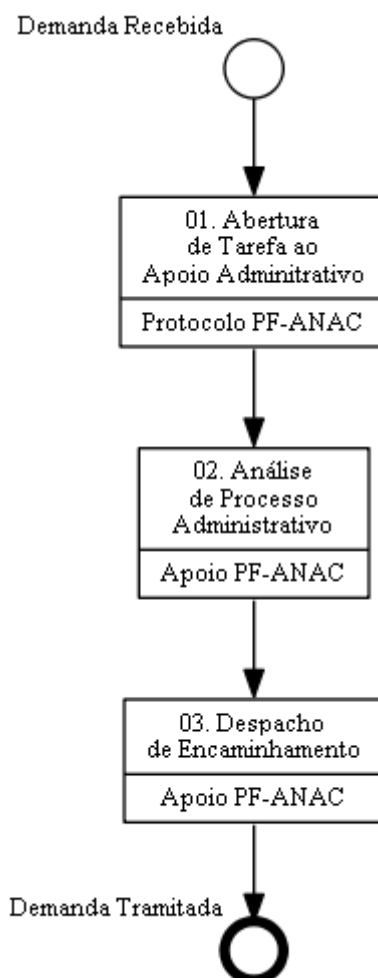 Demanda Recebida
01. Abertura
de Tarefa ao
Apoio Adminitrativo
Protocolo PF-ANAC
02. Análise
de Processo
Administrativo
Apoio PF-ANAC
03. Despacho
de Encaminhamento
Apoio PF-ANAC
Demanda Tramitada